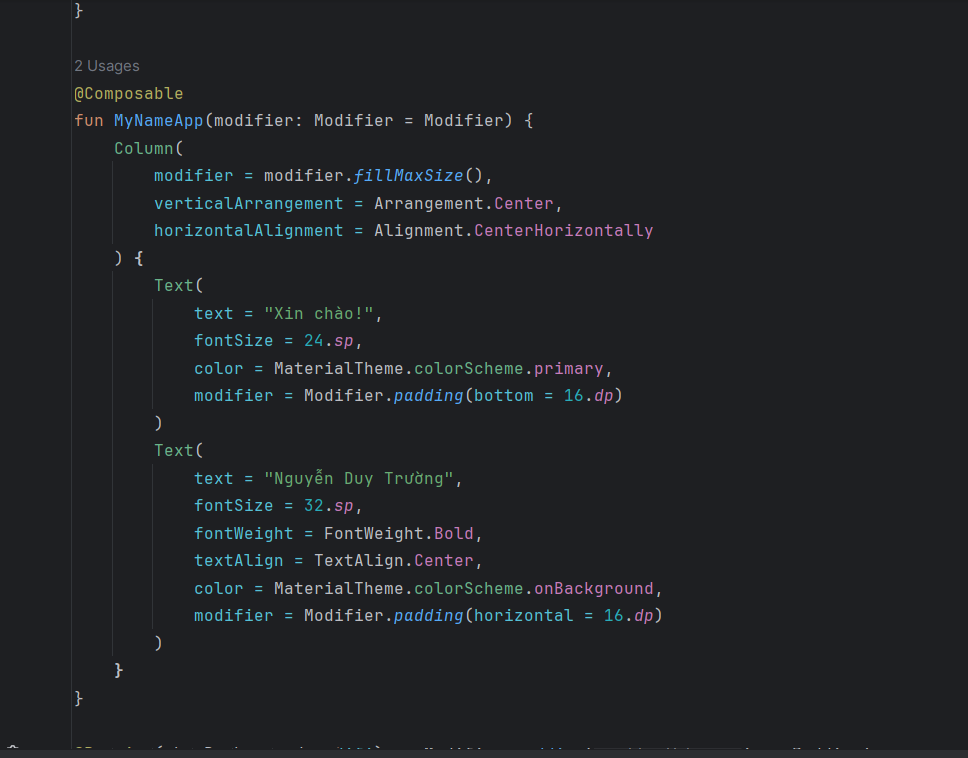 }
2 Usages
@Composable
fun MyNameApp(modifier: Modifier = Modifier) {
    Column(
        modifier = modifier.fillMaxSize(),
        verticalArrangement = Arrangement.Center,
        horizontalAlignment = Alignment.CenterHorizontally
    ) {
        Text(
            text = "Xin chào!",
            fontSize = 24.sp,
            color = MaterialTheme.colorScheme.primary,
            modifier = Modifier.padding(bottom = 16.dp)
        )
        Text(
            text = "Nguyễn Duy Trường",
            fontSize = 32.sp,
            fontWeight = FontWeight.Bold,
            textAlign = TextAlign.Center,
            color = MaterialTheme.colorScheme.onBackground,
            modifier = Modifier.padding(horizontal = 16.dp)
        )
    }
}